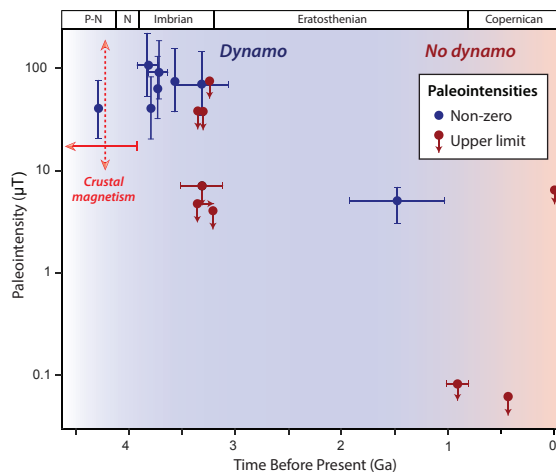 P-N N Imbrian Eratosthenian Copernican
Dynamo No dynamo
Paleointensities
Non-zero
Upper limit
Crustal
magnetism
100
10
1
0.1
Paleointensity (μT)
4 3 2 1 0
Time Before Present (Ga)